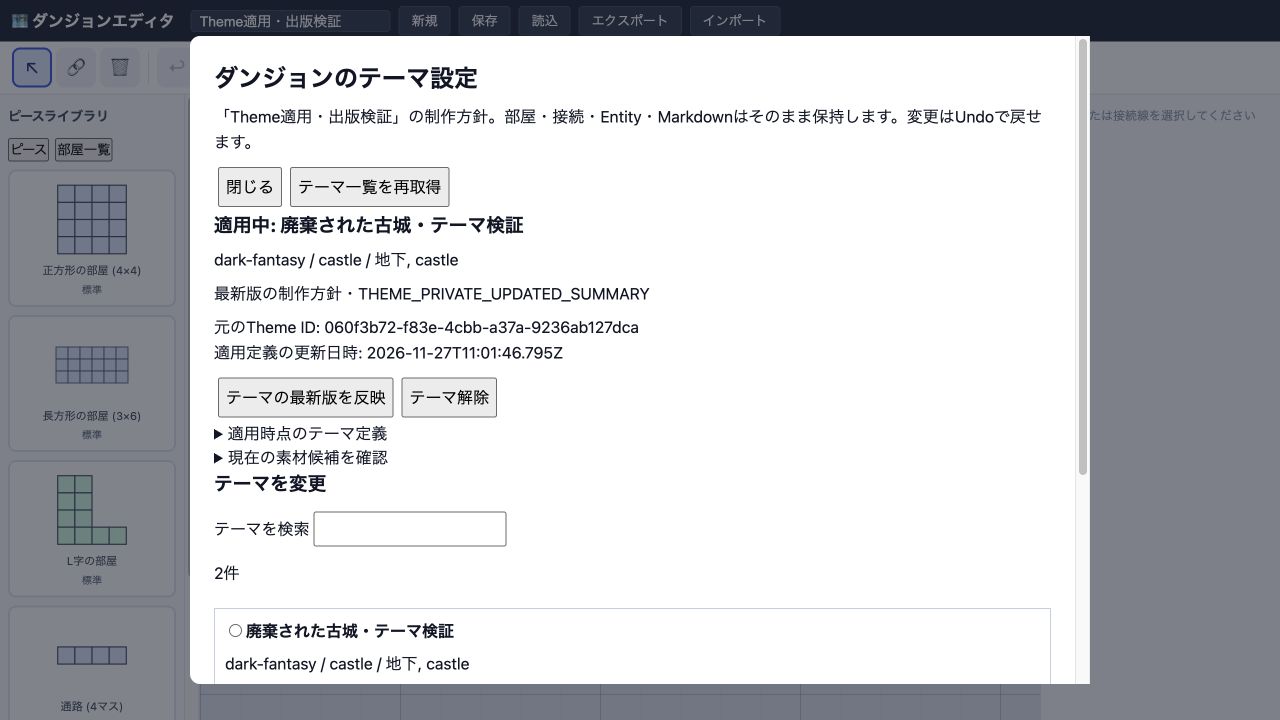 ダンジョンエディタ
Theme適用・出版検証
新規
保存
読込
エクスポート
インポート
ピースライブラリ
ピース
部屋一覧
正方形の部屋 (4×4)
標準
長方形の部屋 (3×6)
標準
L字の部屋
標準
通路 (4マス)
ダンジョンのテーマ設定
「Theme適用・出版検証」の制作方針。部屋・接続・Entity・Markdownはそのまま保持します。変更はUndoで戻せ
ます。
閉じる
テーマ一覧を再取得
適用中: 廃棄された古城・テーマ検証
dark-fantasy / castle / 地下, castle
最新版の制作方針・THEME_PRIVATE_UPDATED_SUMMARY
元のTheme ID: 060f3b72-f83e-4cbb-a37a-9236ab127dca
適用定義の更新日時: 2026-11-27T11:01:46.795Z
テーマの最新版を反映
テーマ解除
▶ 適用時点のテーマ定義
▶ 現在の素材候補を確認
テーマを変更
テーマを検索
2件
廃棄された古城・テーマ検証
dark-fantasy / castle / 地下, castle
たは接続線を選択してください